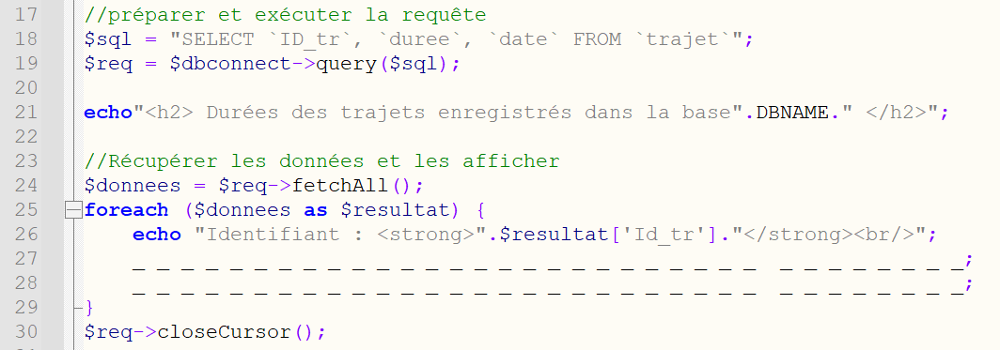 17 //préparer et exécuter la requête
18 $sql = "SELECT `ID_tr`, `duree`, `date` FROM `trajet`";
19 $req = $dbconnect->query($sql);
20
21 echo"<h2> Durées des trajets enregistrés dans la base".DBNAME." </h2>";
22
23 //Récupérer les données et les afficher
24 $donnees = $req->fetchAll();
25 foreach ($donnees as $resultat) {
26 echo "Identifiant : <strong>".$resultat['Id_tr']."</strong><br/>";
27 _ _ _ _ _ _ _ _ _ _ _ _ _ _ _ _ _ _ _ _ _ _ _ _ _ _ _ _ _ _ _ _ _ _;
28 _ _ _ _ _ _ _ _ _ _ _ _ _ _ _ _ _ _ _ _ _ _ _ _ _ _ _ _ _ _ _ _ _ _;
29 }
30 $req->closeCursor();